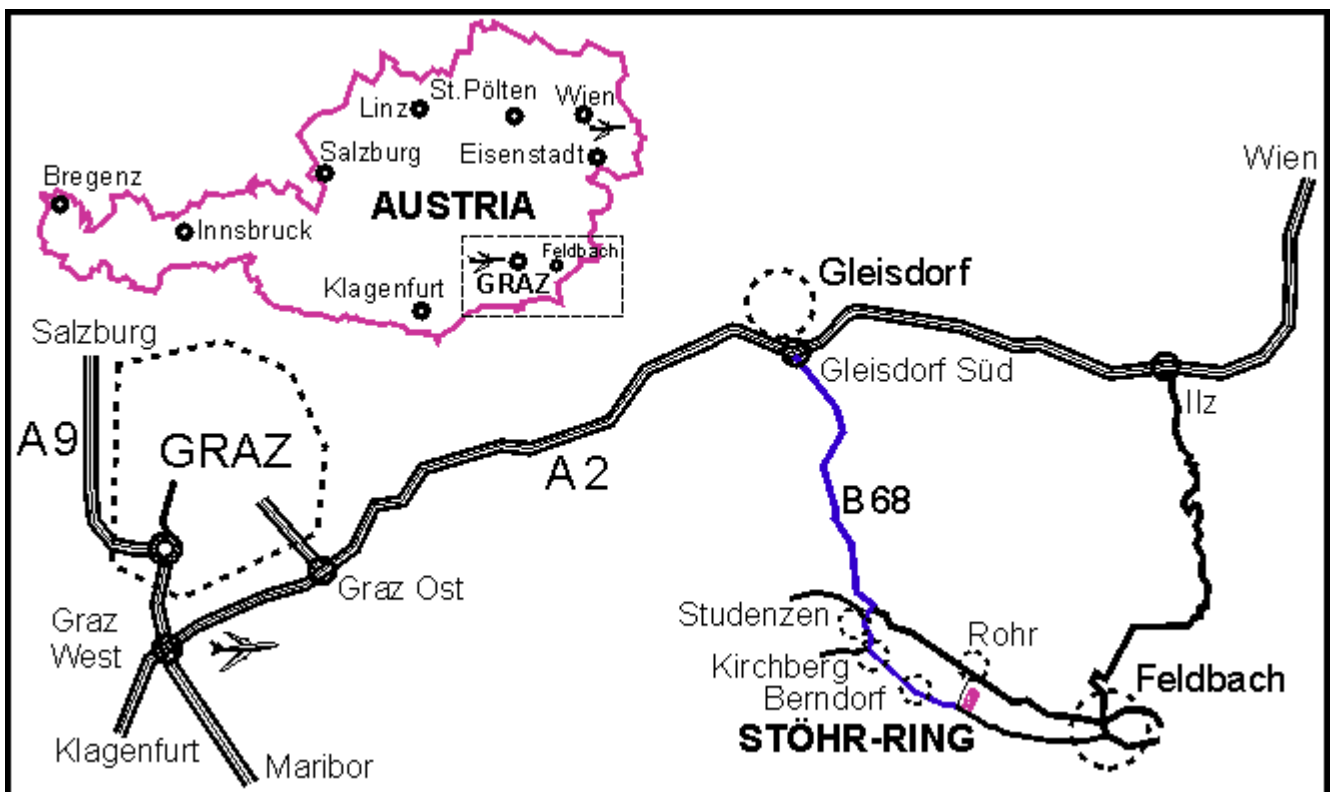 St.Pölten
Wien
Linz
Salzburg
Eisenstadt
Bregenz
AUSTRIA
Innsbruck
Feldbach
GRAZ
Klagenfurt
Wien
Gleisdorf
Salzburg
Gleisdorf Süd
Ilz
A9
GRAZ
A2
B68
Graz Ost
Studenzen
Graz
West
Rohr
Kirchberg
Berndorf
Feldbach
STÖHR-RING
Klagenfurt
Maribor